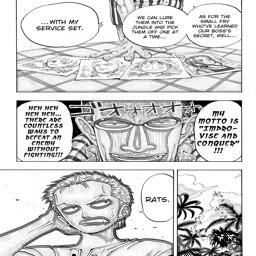 AS FOR THE
SMALL FRY
WHO'VE
LEARNED
OUR BOSS'S
SECRET, WELL...
WE CAN LURE
THEM INTO
THE JUNGLE
AND PICK
THEM OFF ONE
AT A TIME...
...WITH MY
SERVICE SET.
MY
MOTTO IS
"IMPRO-
VISE AND
CONQUER"
!!!
HEH HEH
HEH HEH...
THERE ARE
COUNTLESS
WAYS TO
DEFEAT
AN
ENEMY
WITHOUT
FIGHTING!!!
RATS.